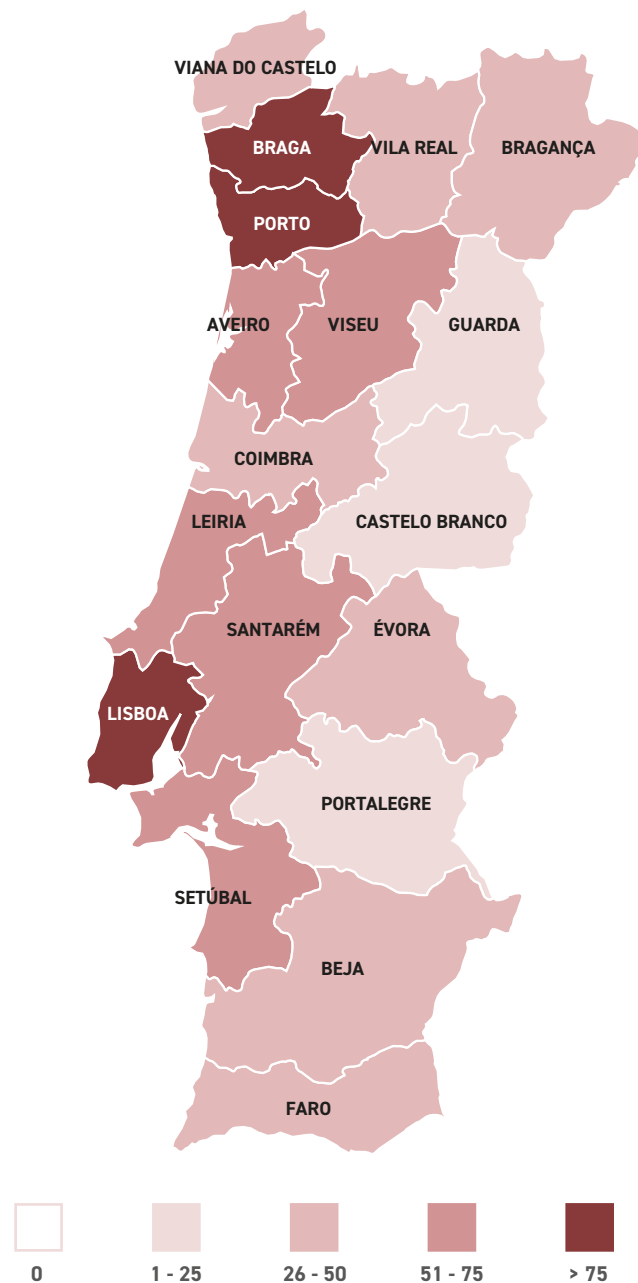 VIANA DO CASTELO
BRAGA
VILA REAL
BRAGANÇA
PORTO
AVEIRO
VISEU
GUARDA
COIMBRA
LEIRIA
CASTELO BRANCO
SANTARÉM
ÉVORA
LISBOA
PORTALEGRE
SETÚBAL
BEJA
FARO
0
1 - 25
26 - 50
51 - 75
> 75